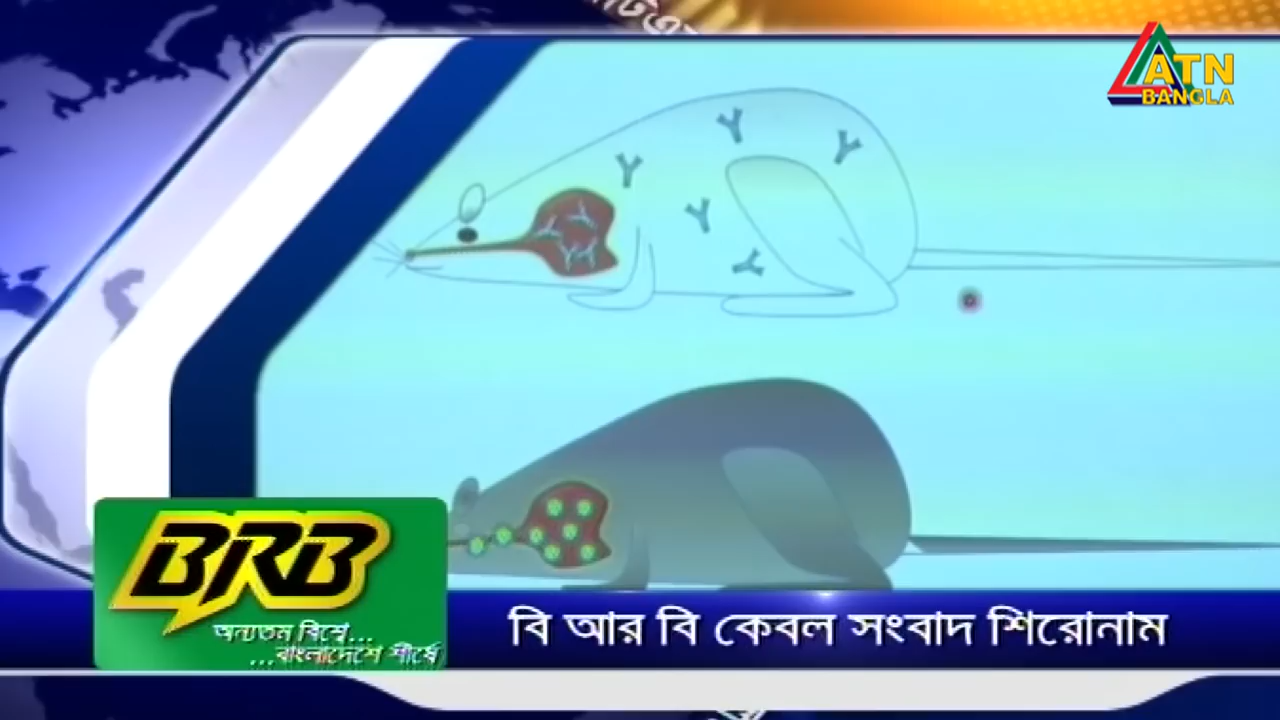 ATN
BANGLA
BRB
অন্যতম বিশ্বে...
...বাংলাদেশে শীর্ষে
বি আর বি কেবল সংবাদ শিরোনাম